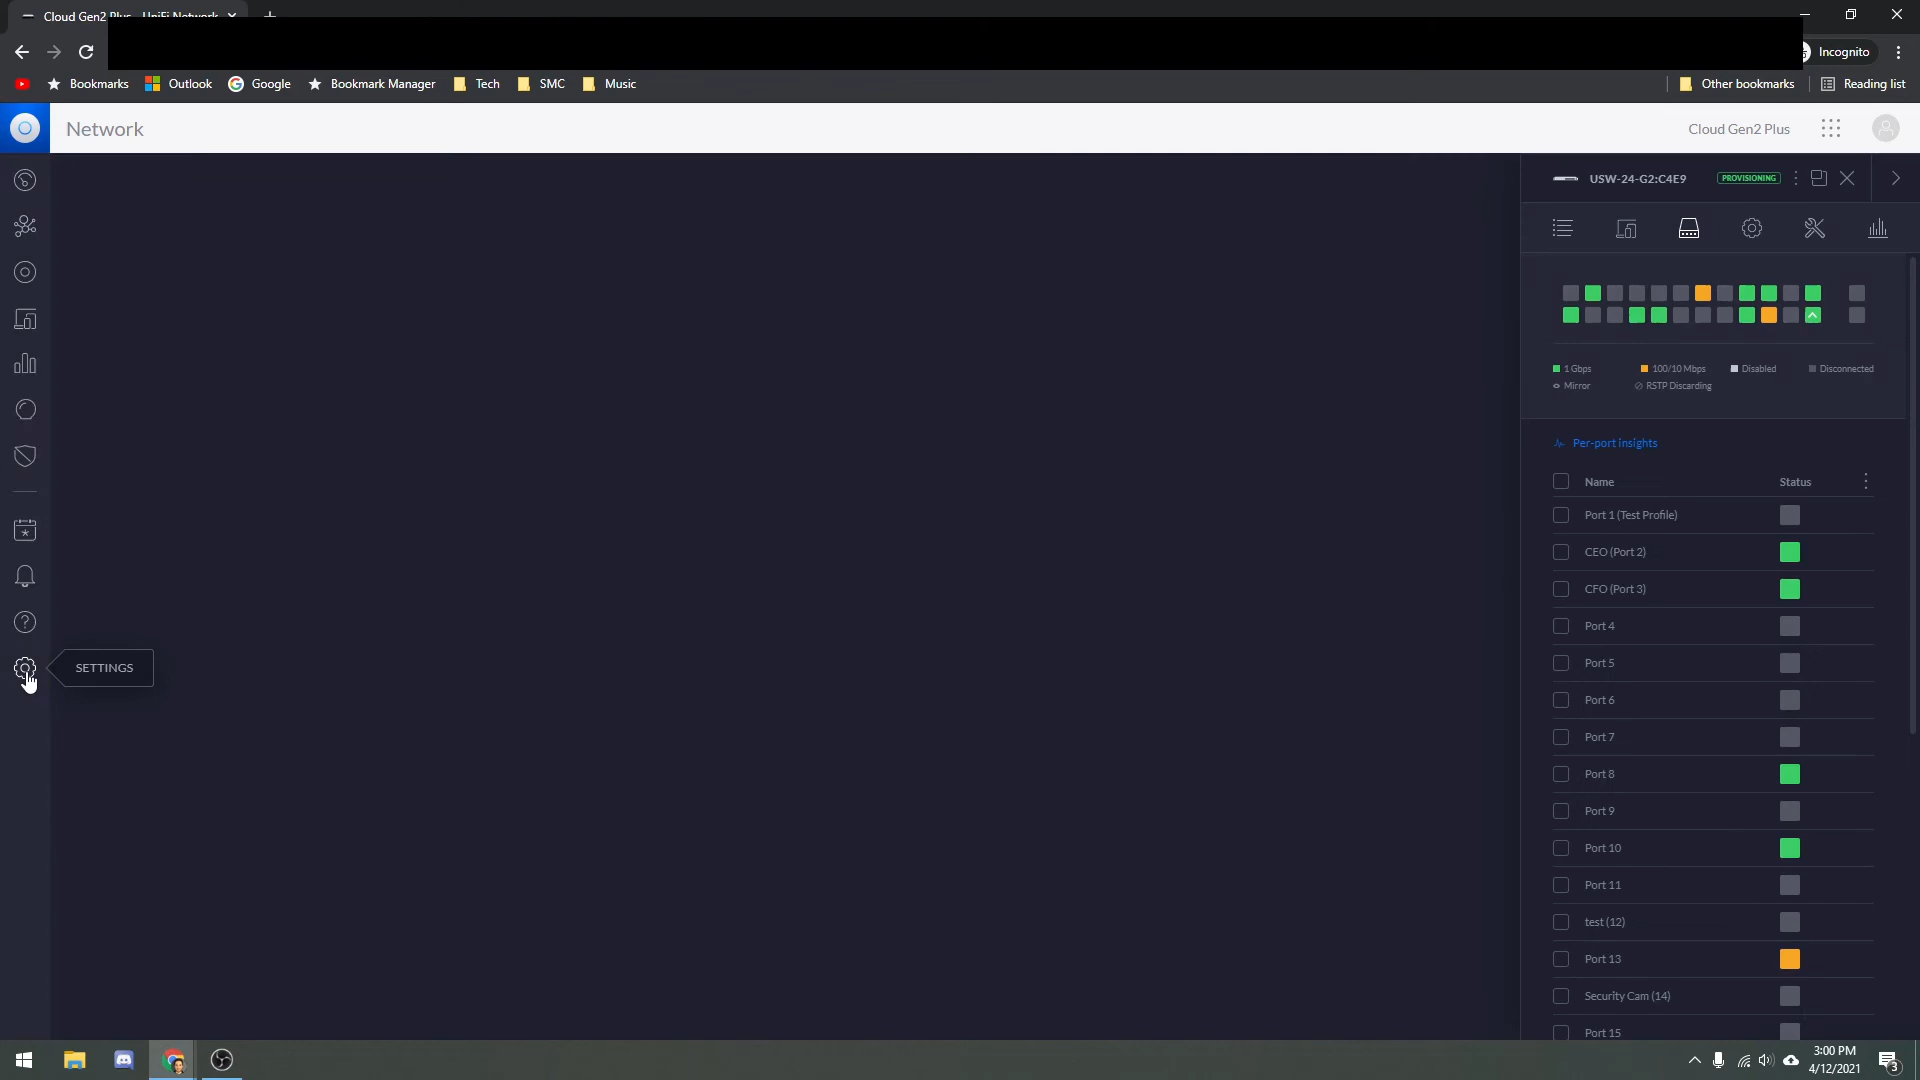 Cloud Gen2 Plus - UniFi Network
Incognito
Bookmarks Outlook Google Bookmark Manager Tech SMC Music Other bookmarks Reading list
Network Cloud Gen2 Plus
USW-24-G2:C4E9 PROVISIONING
1 Gbps 100/10 Mbps Disabled Disconnected
Mirror RSTP Discarding
Per-port insights
Name Status
Port 1 (Test Profile)
CEO (Port 2)
CFO (Port 3)
Port 4
Port 5
Port 6
SETTINGS
Port 7
Port 8
Port 9
Port 10
Port 11
test (12)
Port 13
Security Cam (14)
Port 15
3:00 PM
4/12/2021
3